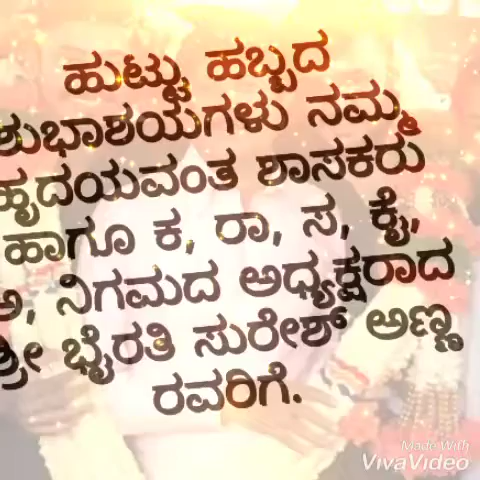 ಹುಟ್ಟು ಹಬ್ಬದ
ಶುಭಾಶಯಗಳು ನಮ್ಮ
ಹೃದಯವಂತ ಶಾಸಕರು
ಹಾಗೂ ಕ, ರಾ, ಸ, ಕೈ,
ಅ, ನಿಗಮದ ಅಧ್ಯಕ್ಷರಾದ
ಶ್ರೀ ಭೈರತಿ ಸುರೇಶ್ ಅಣ್ಣ
ರವರಿಗೆ.
Made With
VivaVideo